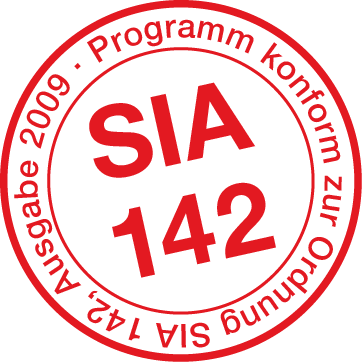 Programm konform zur Ordnung SIA 142, Ausgabe 2009 ·
SIA
142